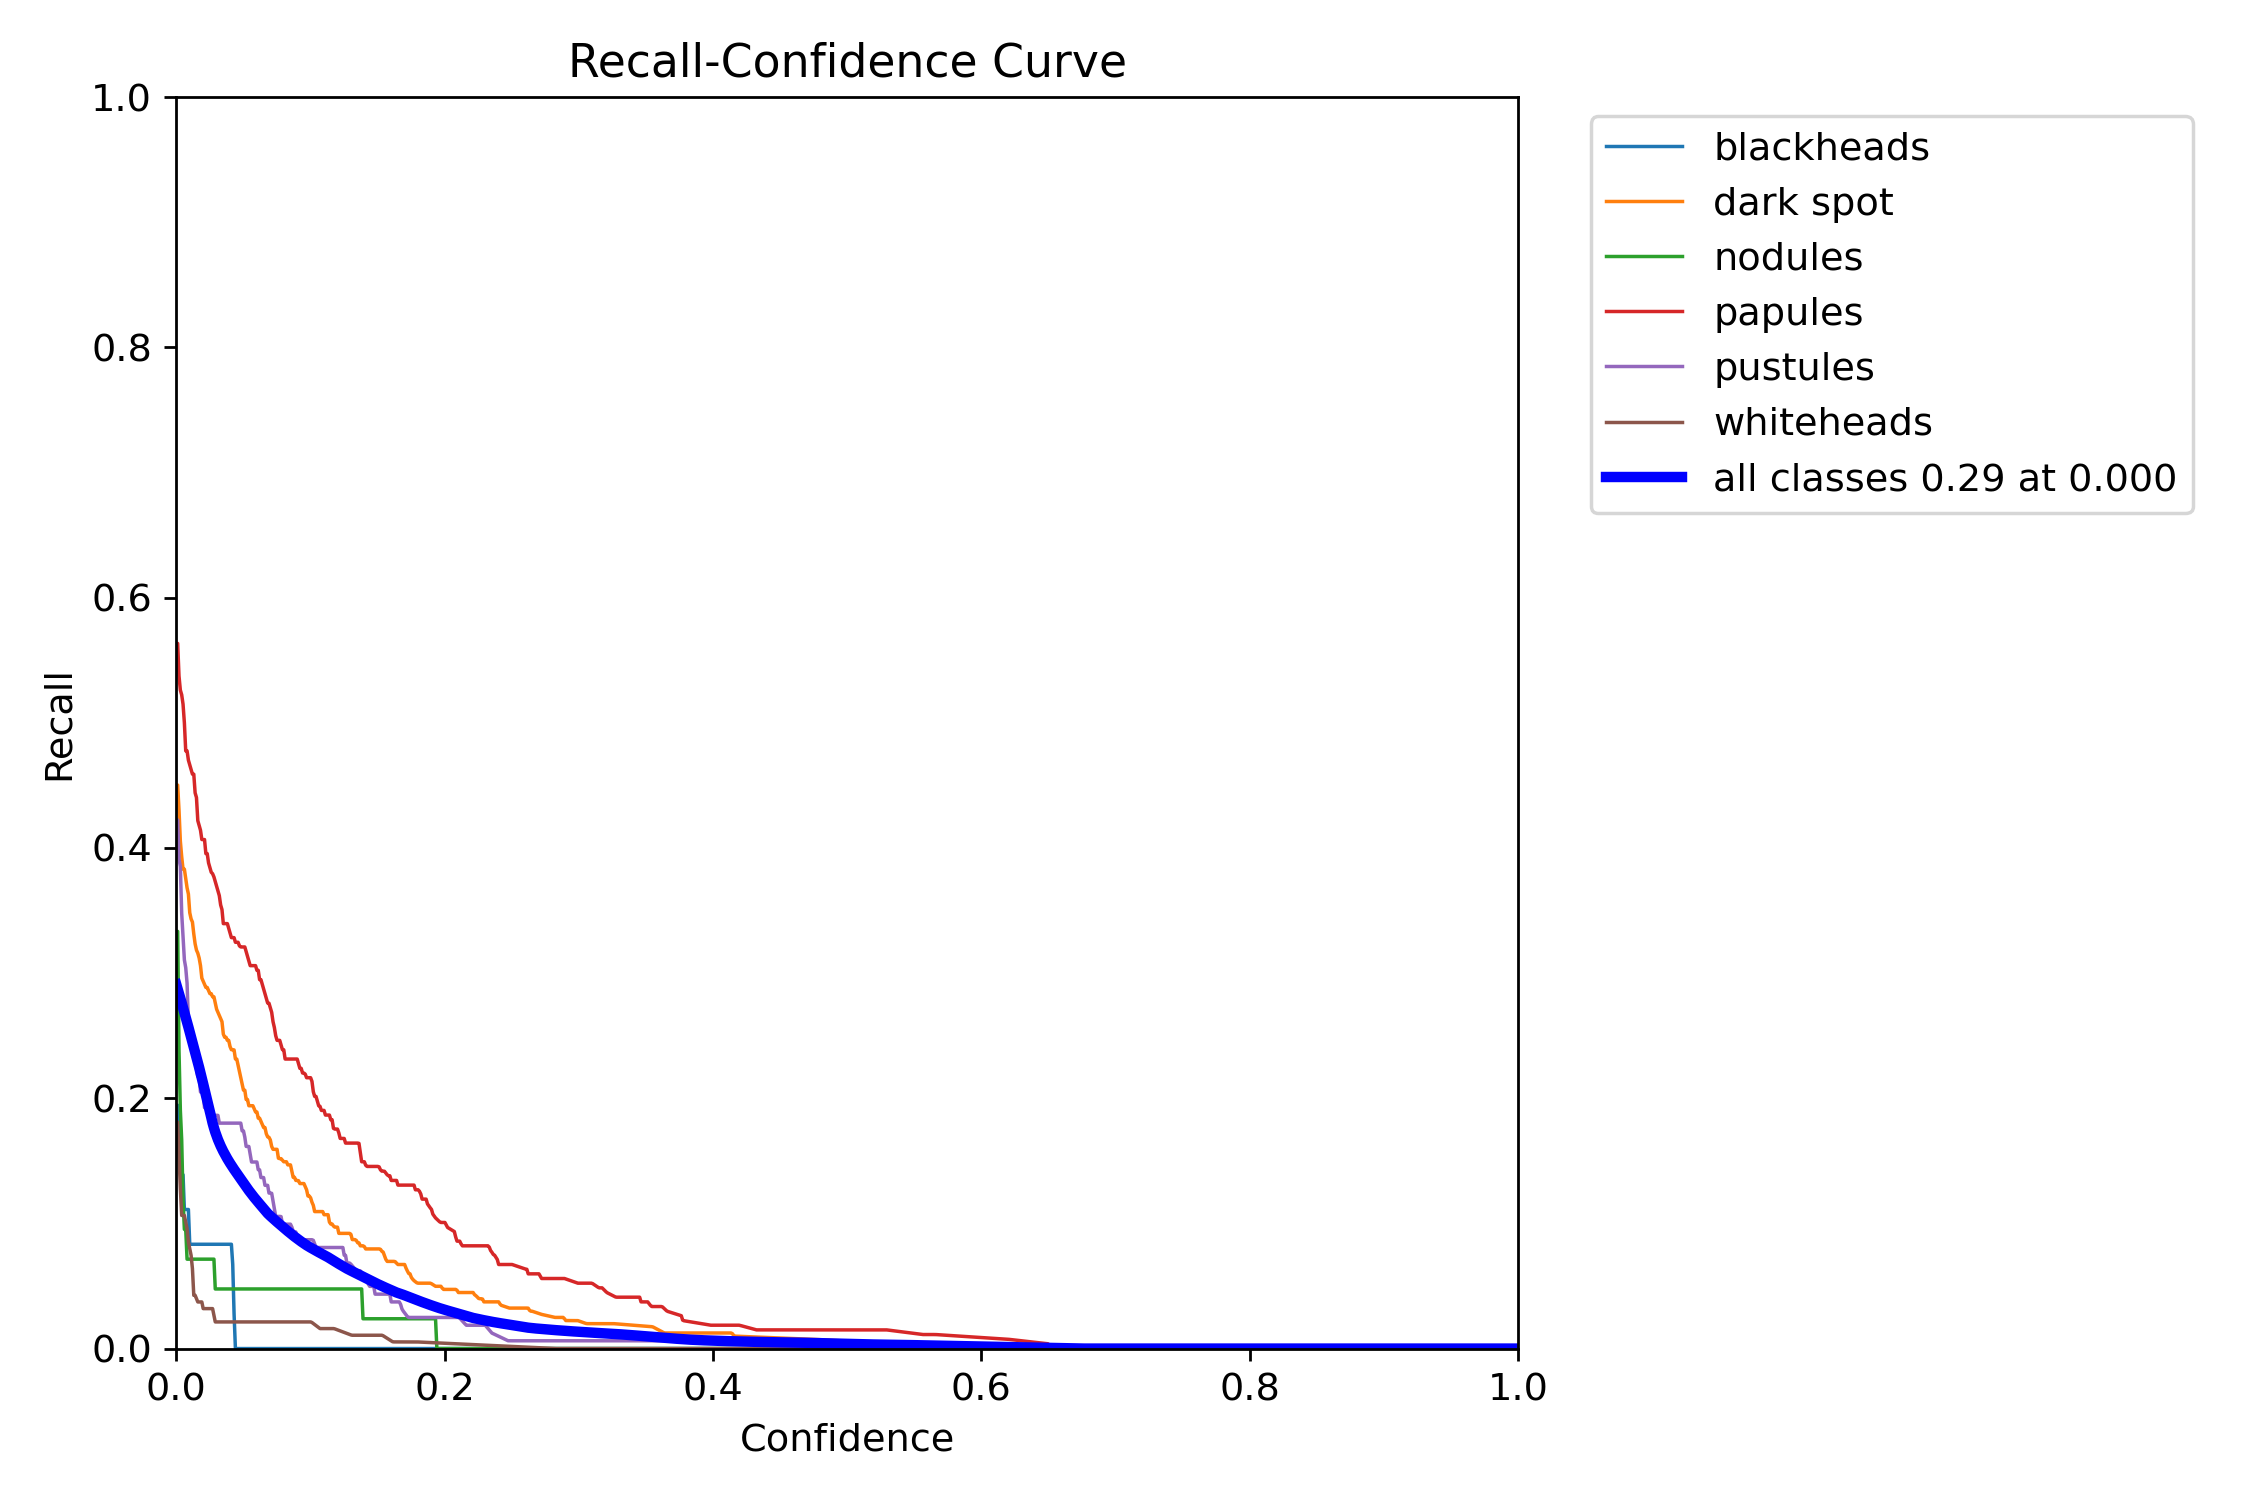 Recall-Confidence Curve
1.0
0.8
0.6
0.4
0.2
0.0
Recall
0.0 0.2 0.4 0.6 0.8 1.0
Confidence
blackheads
dark spot
nodules
papules
pustules
whiteheads
all classes 0.29 at 0.000